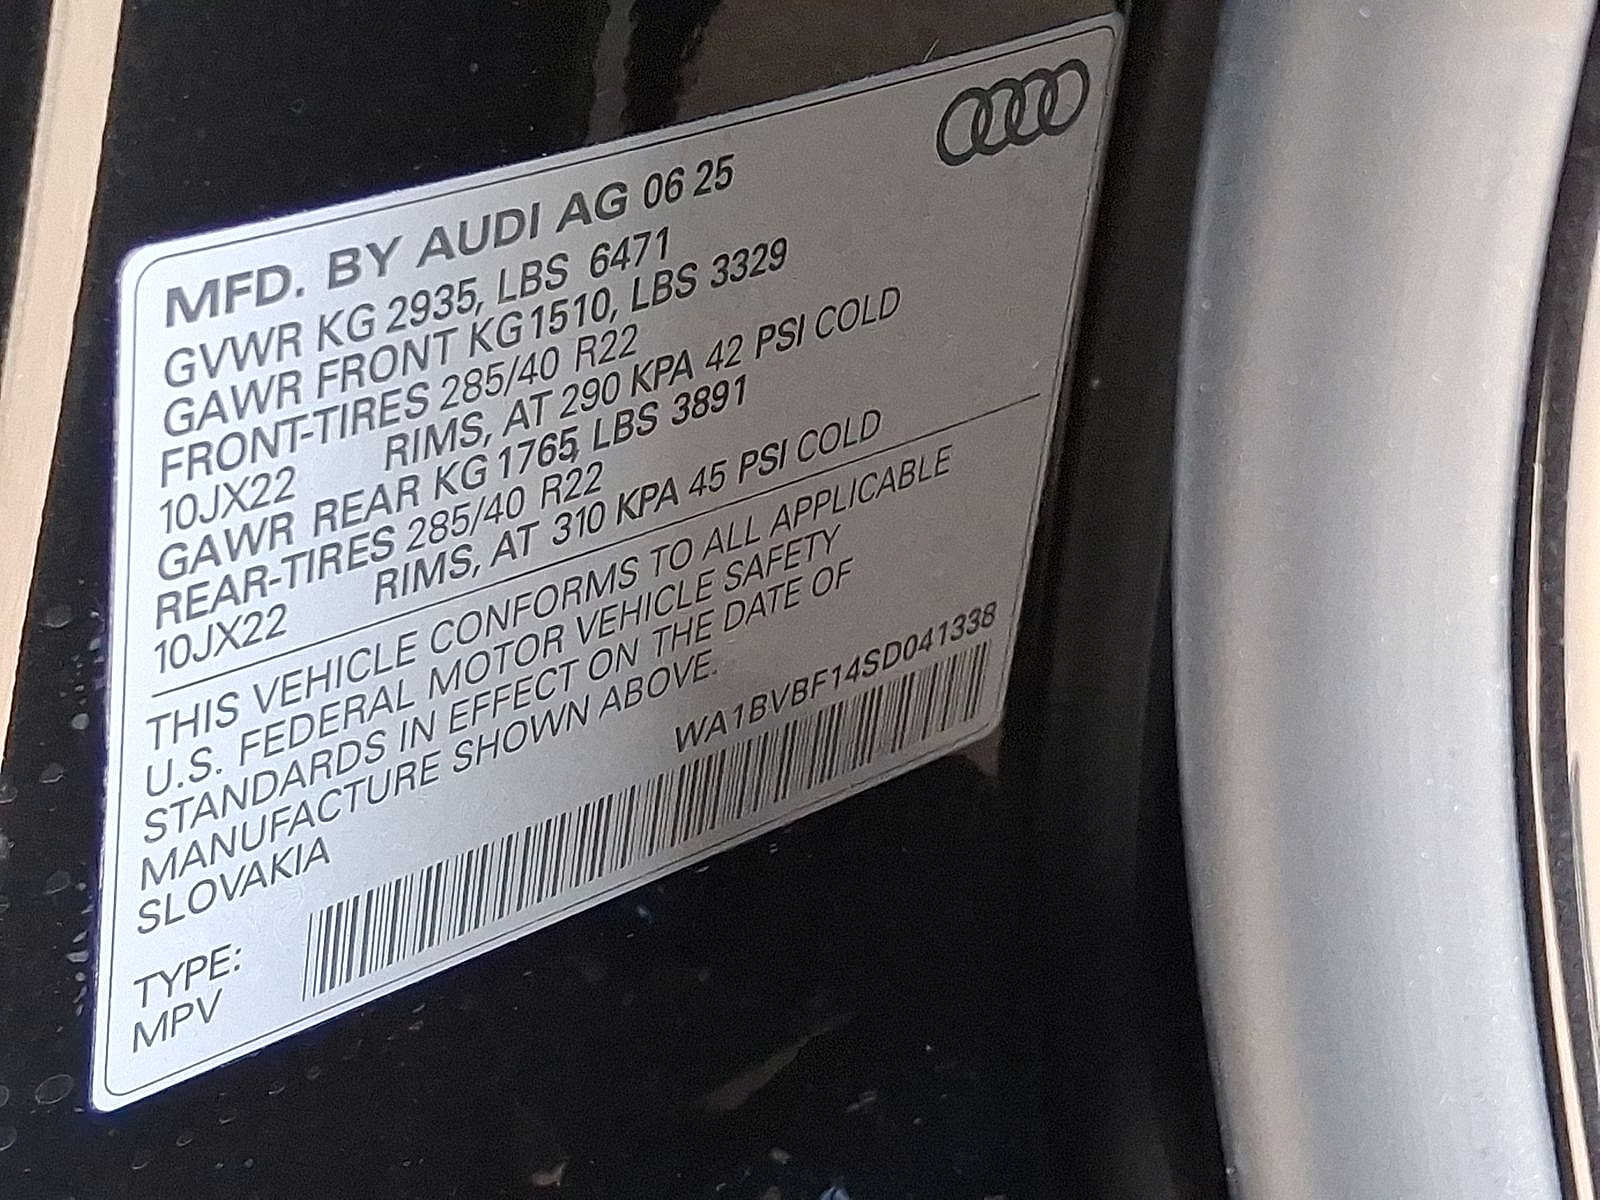 MFD. BY AUDI AG 06 25
GVWR KG 2935, LBS 6471
GAWR FRONT KG1510, LBS 3329
FRONT-TIRES 285/40 R22
10JX22 RIMS, AT 290 KPA 42 PSI COLD
GAWR REAR KG 1765, LBS 3891
REAR-TIRES 285/40 R22
10JX22 RIMS, AT 310 KPA 45 PSI COLD
THIS VEHICLE CONFORMS TO ALL APPLICABLE
U.S. FEDERAL MOTOR VEHICLE SAFETY
STANDARDS IN EFFECT ON THE DATE OF
MANUFACTURE SHOWN ABOVE.
SLOVAKIA
WA1BVBF14SD041338
TYPE:
MPV